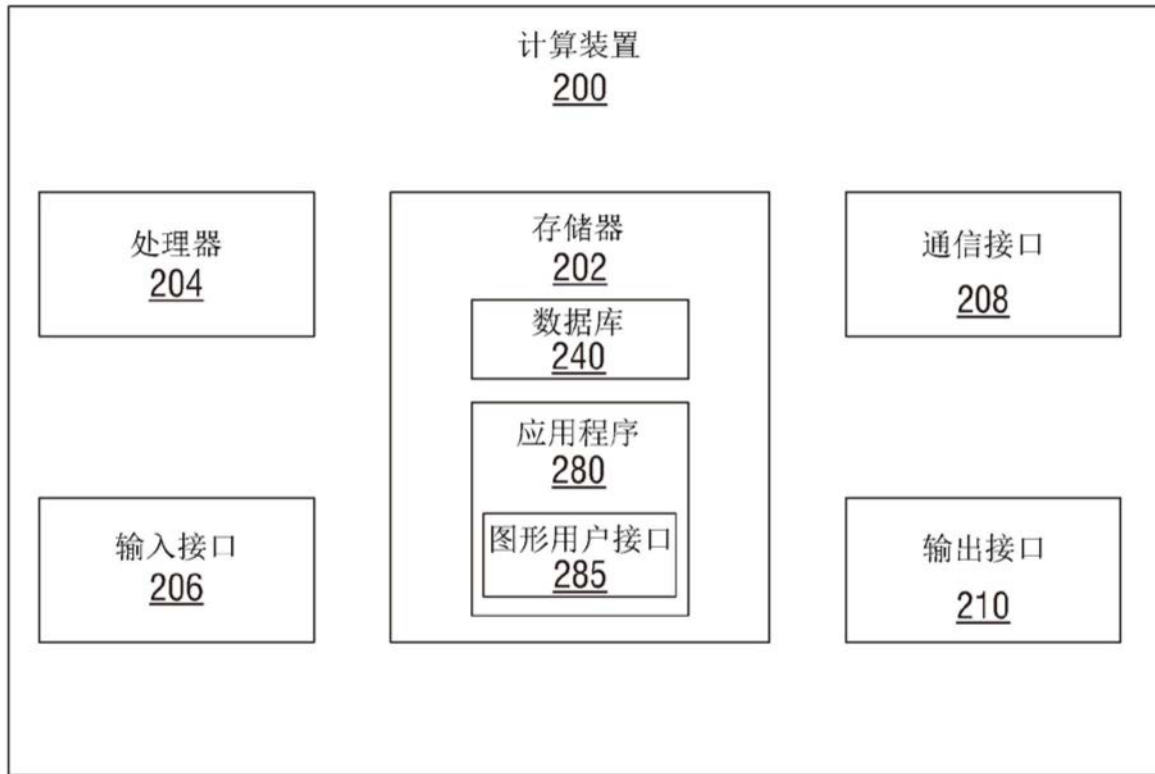 计算装置
200
处理器
204
存储器
202
通信接口
208
数据库
240
应用程序
280
图形用户接口
285
输入接口
206
输出接口
210